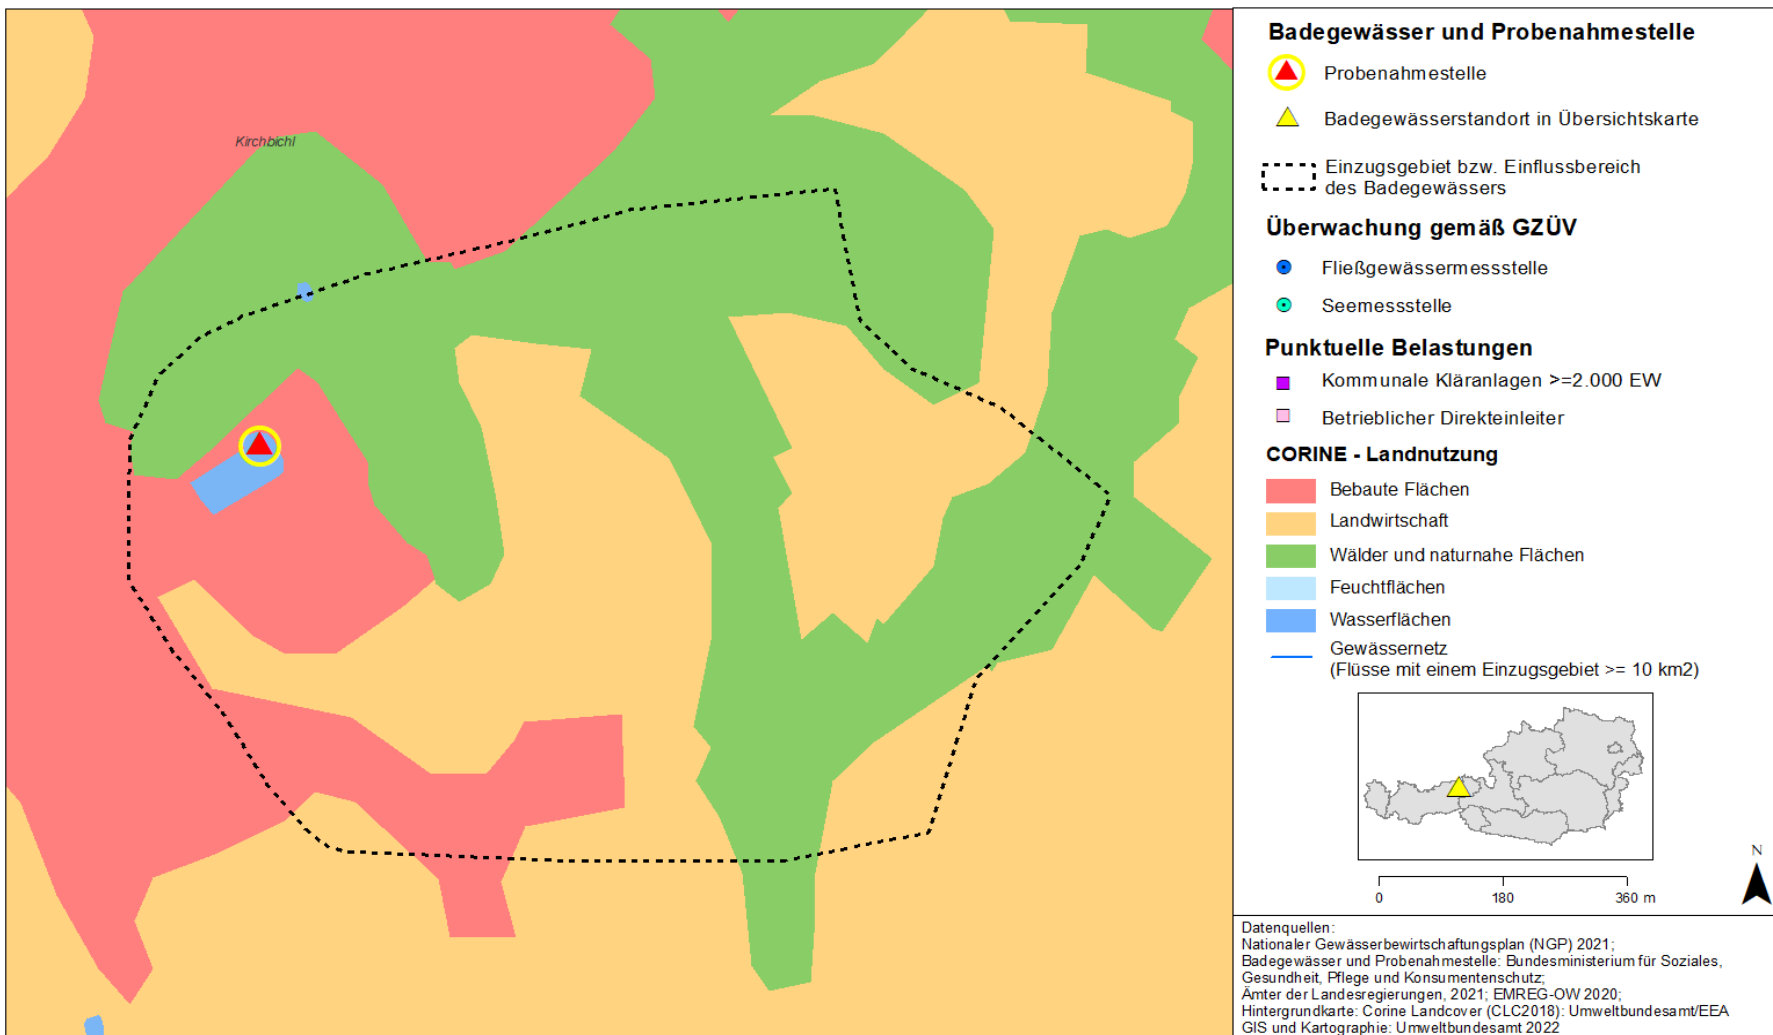 Kirchbichl
Badegewässer und Probenahmestelle
Probenahmestelle
Badegewässerstandort in Übersichtskarte
Einzugsgebiet bzw. Einflussbereich
des Badegewässers
Überwachung gemäß GZÜV
Fließgewässermessstelle
Seemessstelle
Punktuelle Belastungen
Kommunale Kläranlagen >=2.000 EW
Betrieblicher Direkteinleiter
CORINE - Landnutzung
Bebaute Flächen
Landwirtschaft
Wälder und naturnahe Flächen
Feuchtflächen
Wasserflächen
Gewässernetz
(Flüsse mit einem Einzugsgebiet >= 10 km2)
N
0 180 360 m
Datenquellen:
Nationaler Gewässerbewirtschaftungsplan (NGP) 2021;
Badegewässer und Probenahmestelle: Bundesministerium für Soziales,
Gesundheit, Pflege und Konsumentenschutz;
Ämter der Landesregierungen, 2021; EMREG-OW 2020;
Hintergrundkarte: Corine Landcover (CLC2018): Umweltbundesamt/EEA
GIS und Kartographie: Umweltbundesamt 2022